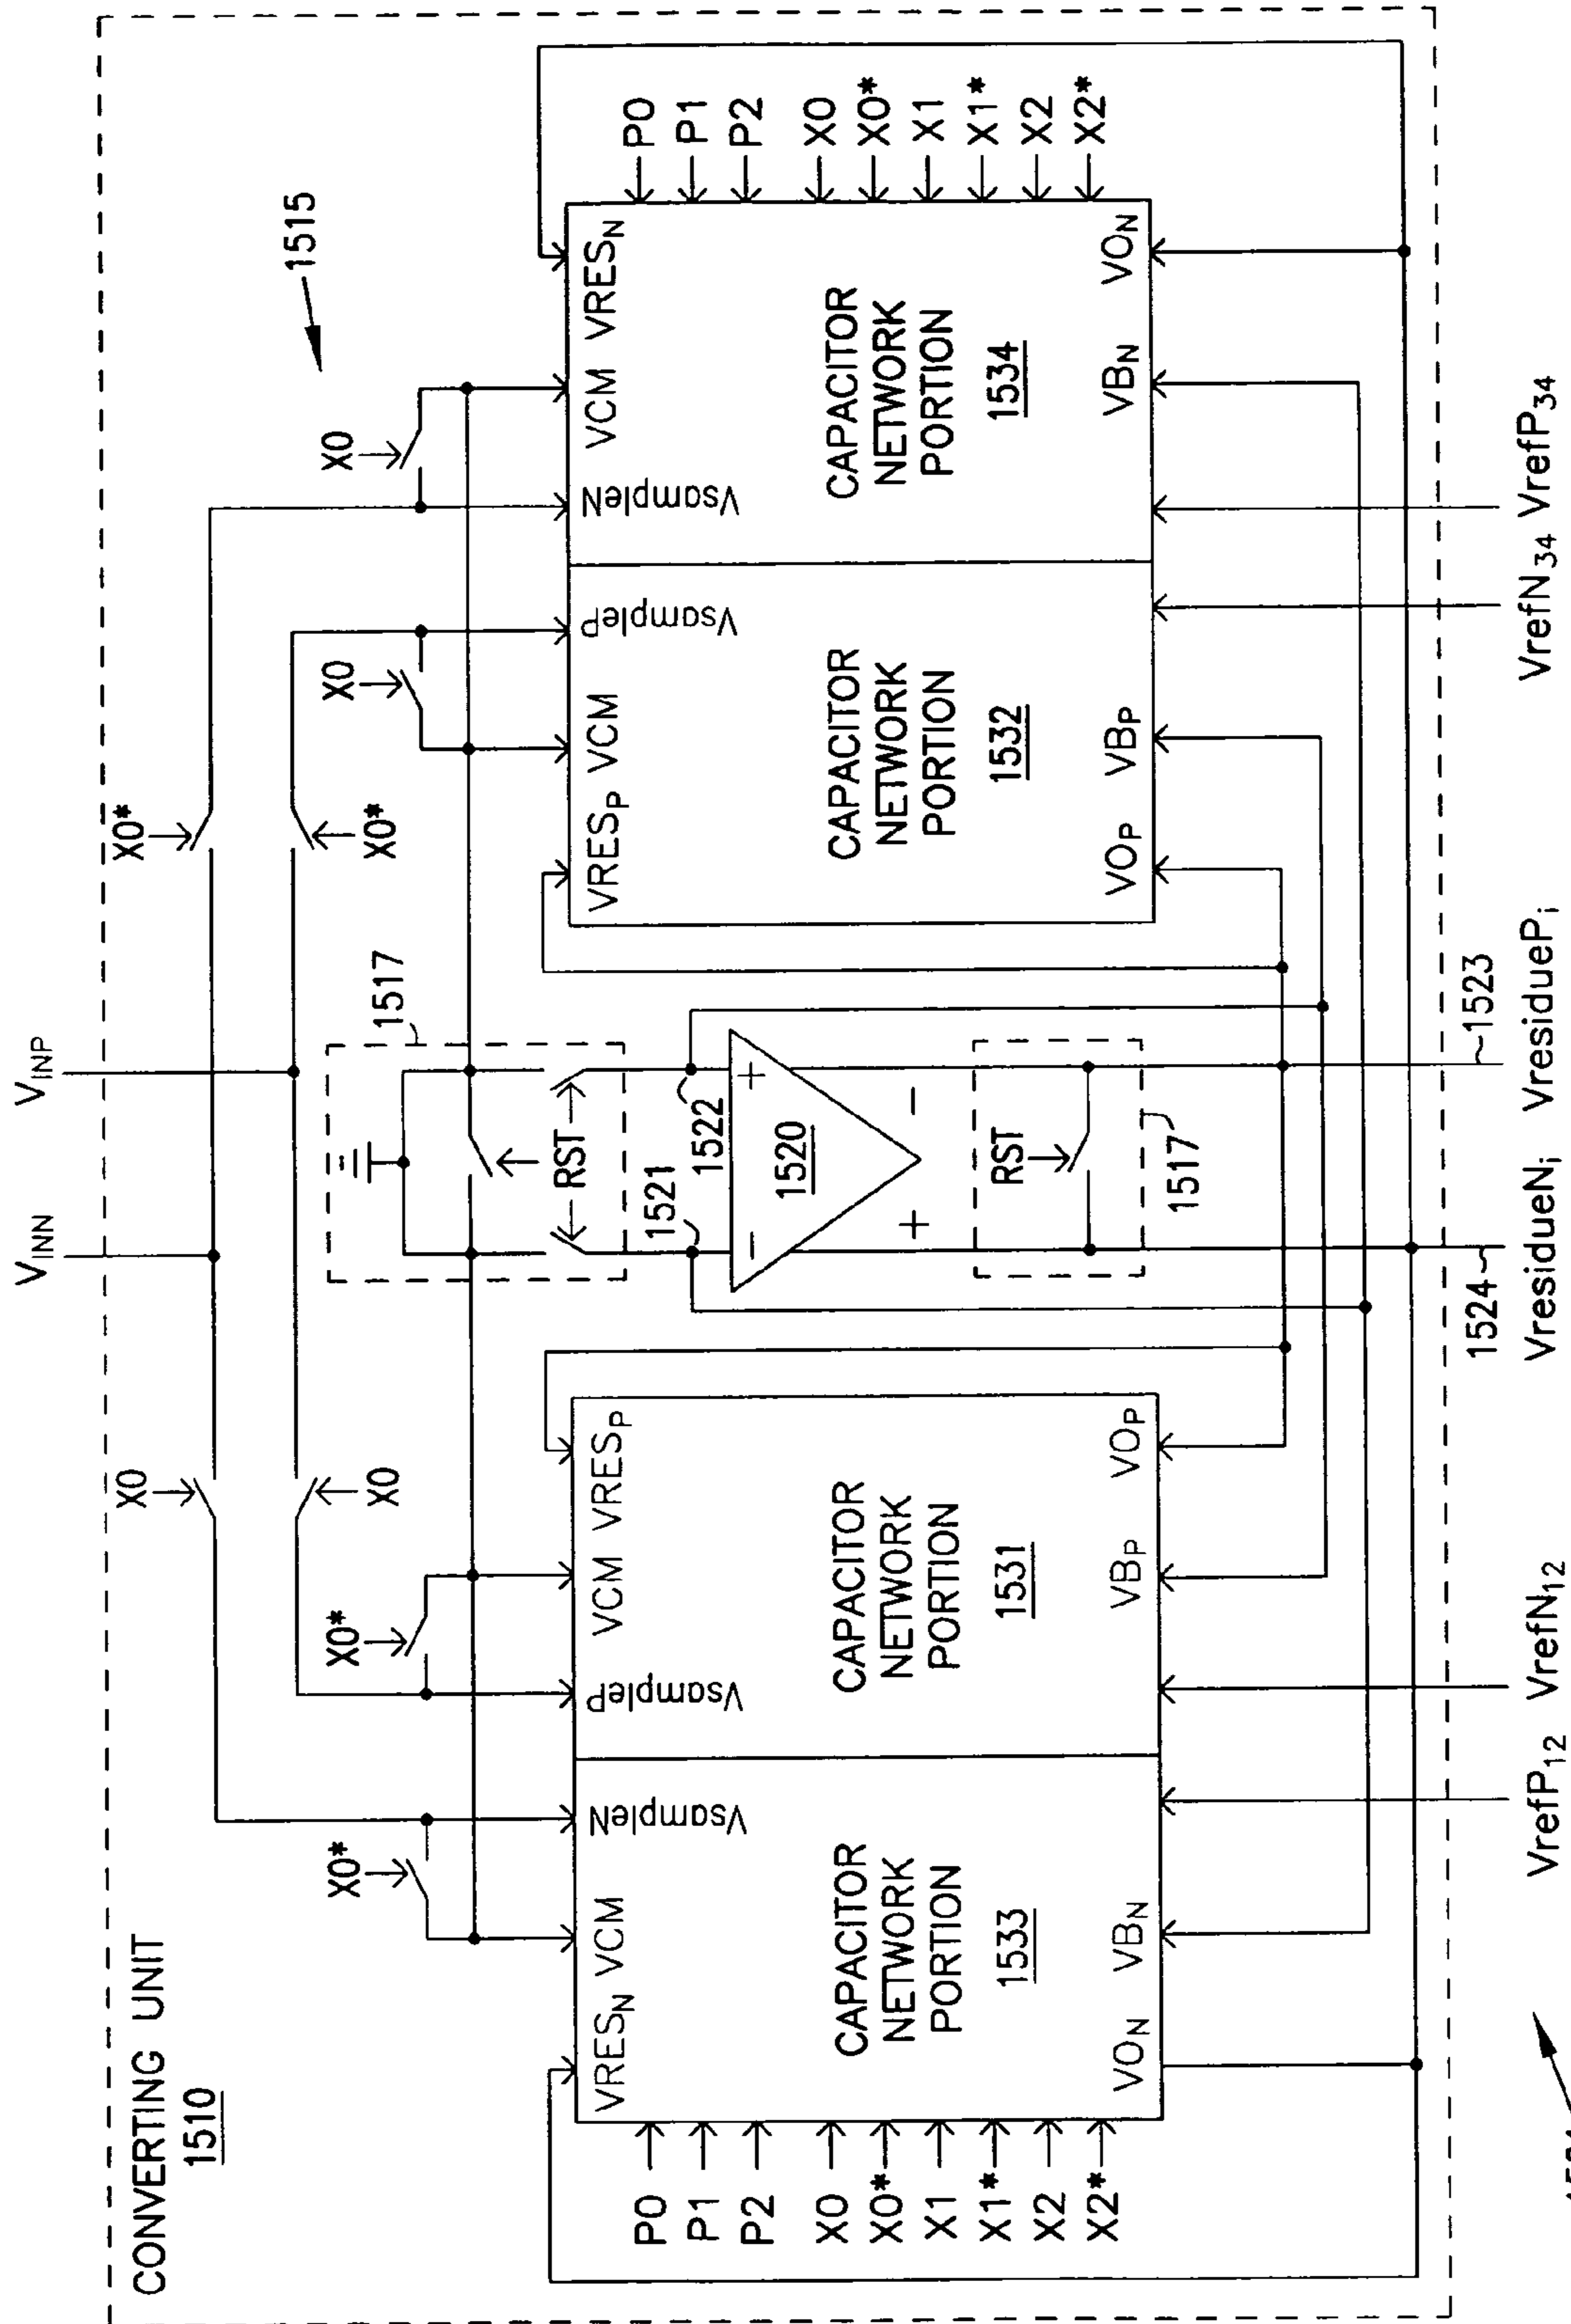 V_INN
V_INP
CONVERTING UNIT
1510
X0
X0*
1515
X0
X0*
X0*
X0*
X0
X0
1517
RST
1521
1522
–
+
1520
+
–
RST
1517
VRES_N
VCM
VsampleN
VsampleP
VCM
VRES_P
VRES_P
VCM
VsampleP
VsampleN
VCM
VRES_N
P0
P1
P2
X0
X0*
X1
X1*
X2
X2*
CAPACITOR
NETWORK
PORTION
1533
CAPACITOR
NETWORK
PORTION
1531
CAPACITOR
NETWORK
PORTION
1532
CAPACITOR
NETWORK
PORTION
1534
P0
P1
P2
X0
X0*
X1
X1*
X2
X2*
VO_N
VB_N
VB_P
VO_P
VO_P
VB_P
VB_N
VO_N
1524
1523
VrefP_12
VrefN_12
VresidueN_i
VresidueP_i
VrefN_34
VrefP_34